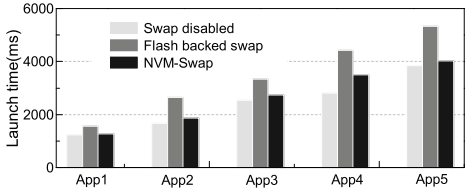 Launch time(ms)
6000
4000
2000
0
Swap disabled
Flash backed swap
NVM-Swap
App1 App2 App3 App4 App5